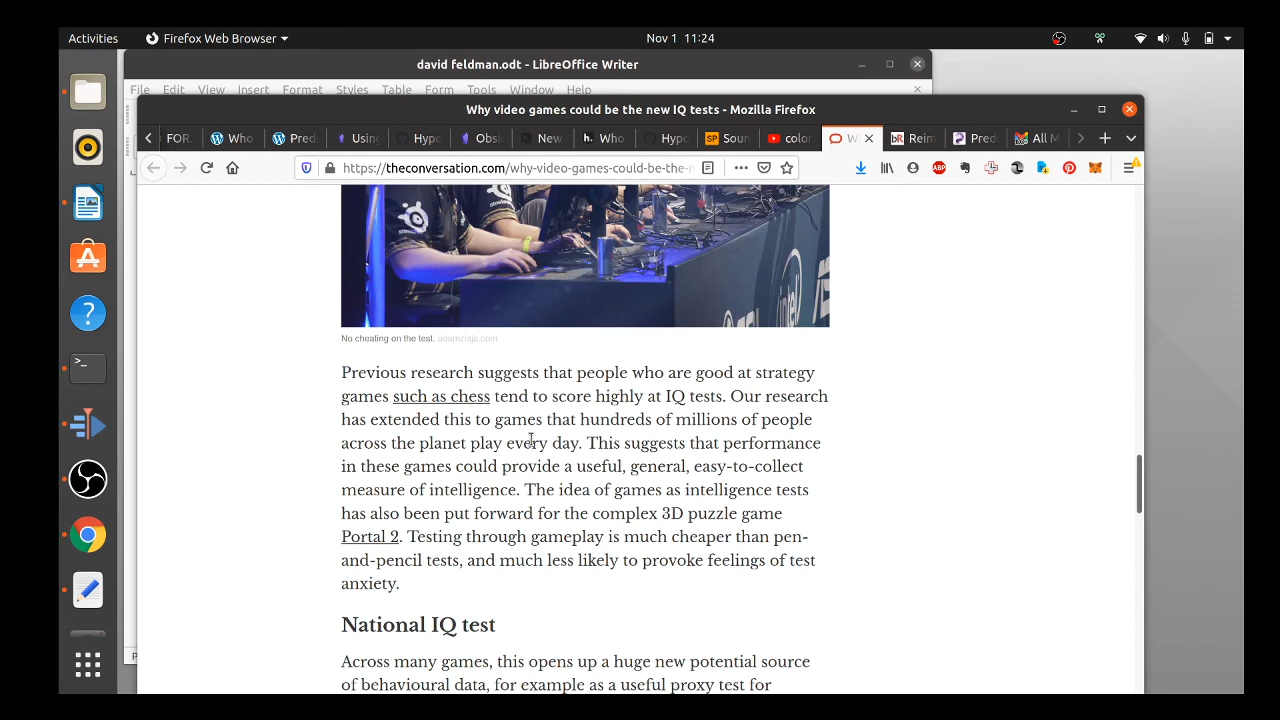 Activities
Firefox Web Browser
Nov 1 11:24
david feldman.odt - LibreOffice Writer
File Edit View Insert Format Styles Table Form Tools Window Help
Why video games could be the new IQ tests - Mozilla Firefox
FOR. Who Pred Using Hypo Obsi New Who Hypo Soun color W Reim Pred All M
https://theconversation.com/why-video-games-could-be-the-
No cheating on the test. adamziaja.com
Previous research suggests that people who are good at strategy
games such as chess tend to score highly at IQ tests. Our research
has extended this to games that hundreds of millions of people
across the planet play every day. This suggests that performance
in these games could provide a useful, general, easy-to-collect
measure of intelligence. The idea of games as intelligence tests
has also been put forward for the complex 3D puzzle game
Portal 2. Testing through gameplay is much cheaper than pen-
and-pencil tests, and much less likely to provoke feelings of test
anxiety.
National IQ test
Across many games, this opens up a huge new potential source
of behavioural data, for example as a useful proxy test for